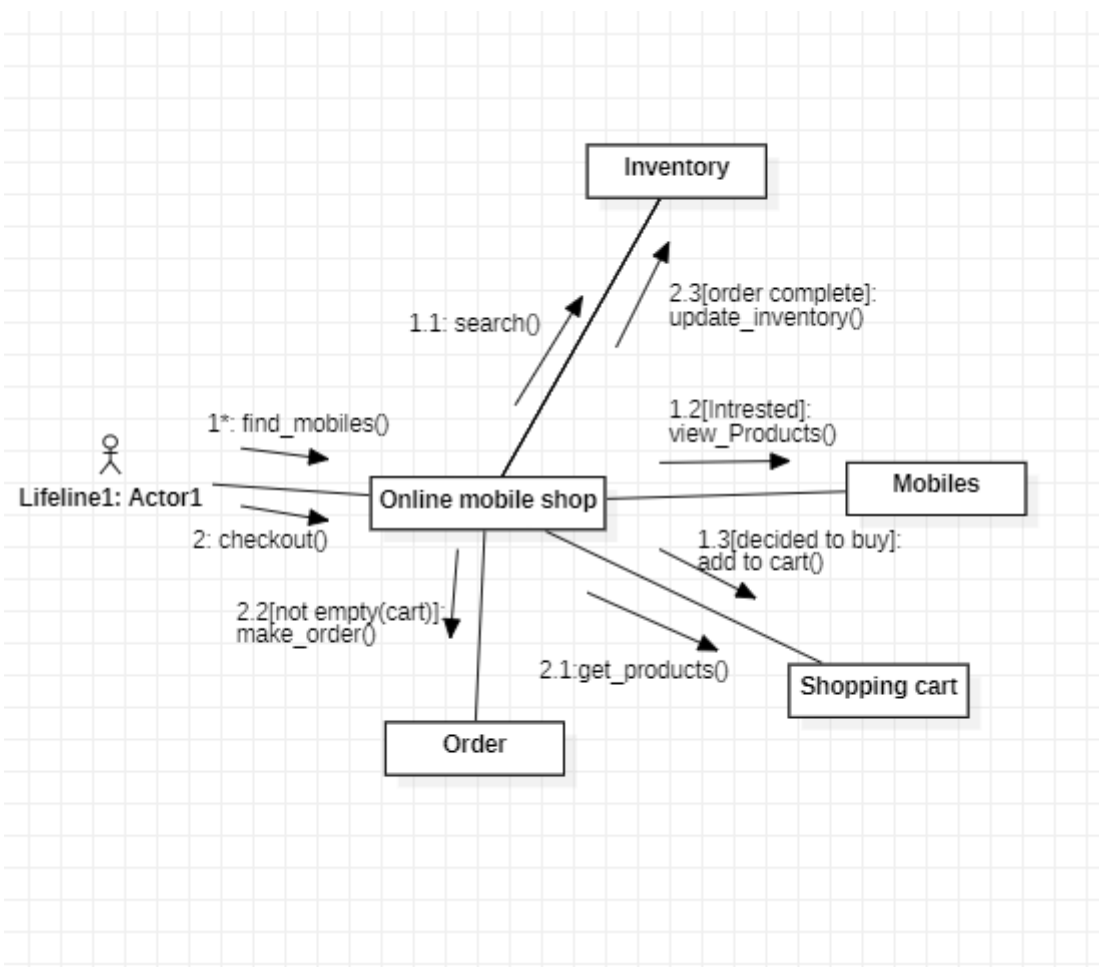 Inventory
2.3[order complete]:
update_inventory()
1.1: search()
1*: find_mobiles()
1.2[Intrested]:
view_Products()
Lifeline1: Actor1
Online mobile shop
Mobiles
2: checkout()
1.3[decided to buy]:
add to cart()
2.2[not empty(cart)]:
make_order()
2.1:get_products()
Shopping cart
Order